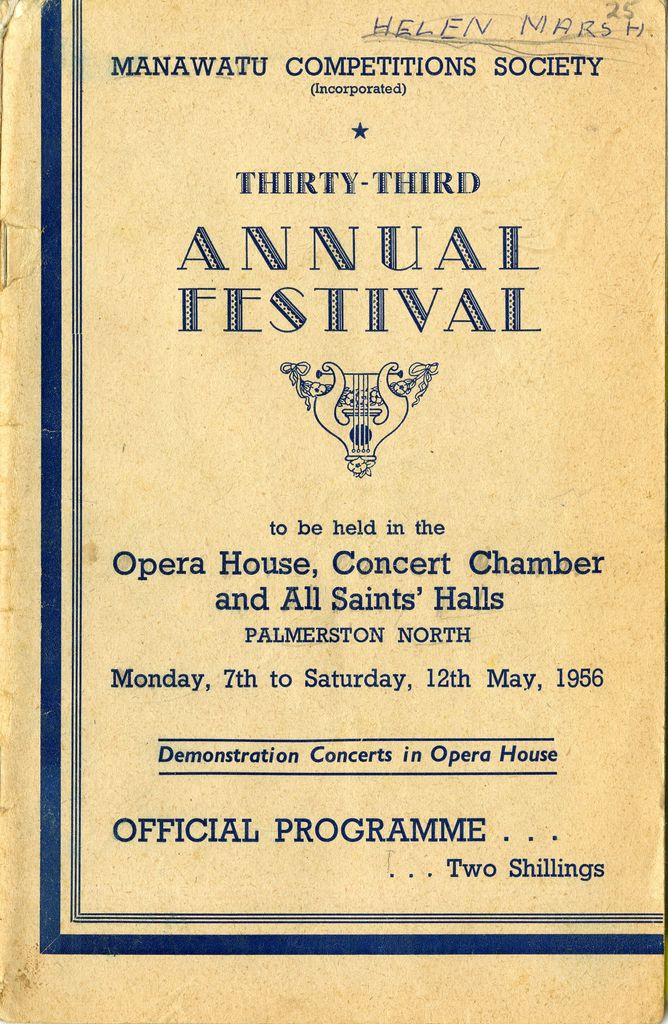 25
HELEN MARSH.
MANAWATU COMPETITIONS SOCIETY
(Incorporated)
THIRTY-THIRD
ANNUAL
FESTIVAL
to be held in the
Opera House, Concert Chamber
and All Saints' Halls
PALMERSTON NORTH
Monday, 7th to Saturday, 12th May, 1956
Demonstration Concerts in Opera House
OFFICIAL PROGRAMME . . .
. . . Two Shillings